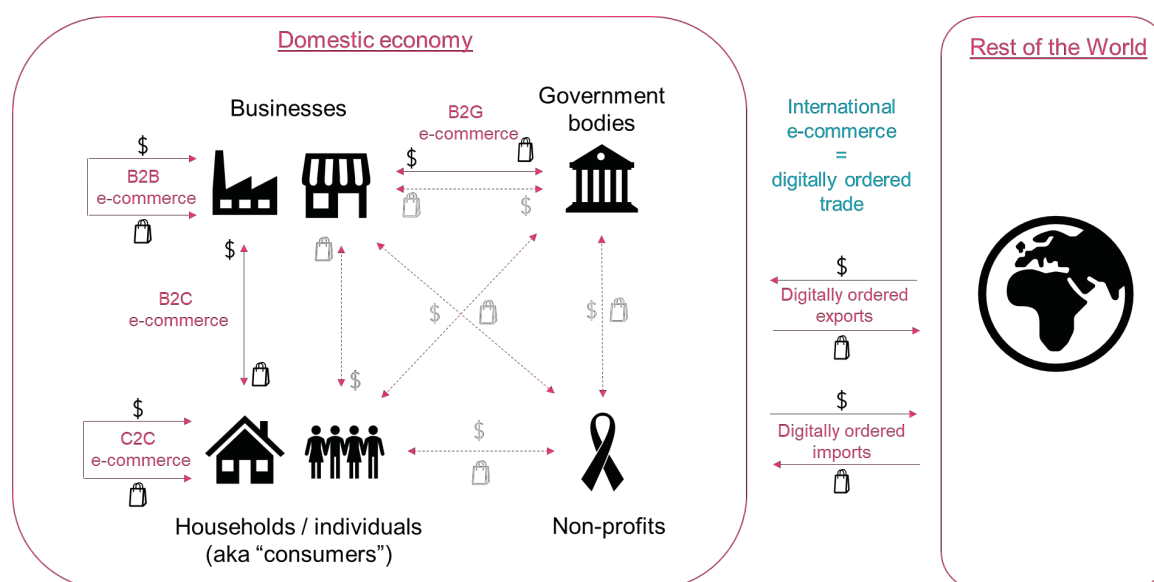 Domestic economy
Rest of the World
Businesses
Government
bodies
B2G
e-commerce
International
e-commerce
=
digitally ordered
trade
$
$
B2B
e-commerce
$
$
B2C
e-commerce
$
$
$
Digitally ordered
exports
$
$
C2C
e-commerce
$
$
Digitally ordered
imports
Households / individuals
(aka “consumers”)
Non-profits